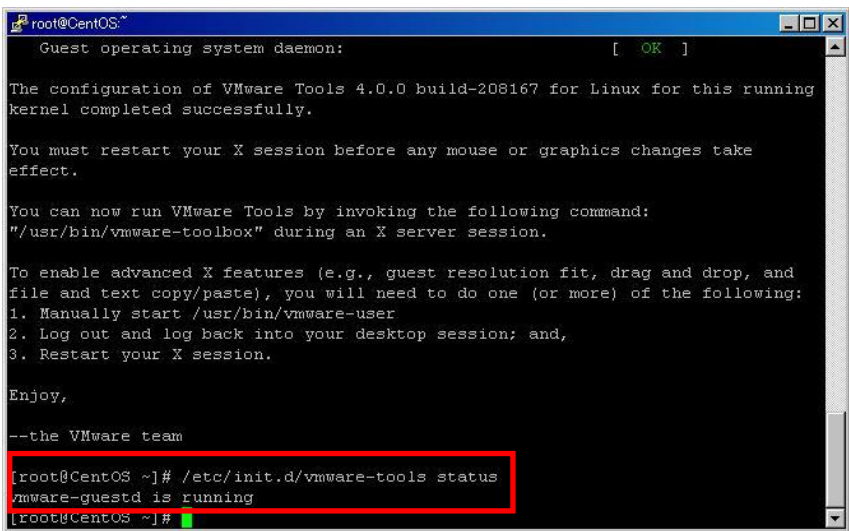 root@CentOS:~
Guest operating system daemon: [ OK ]
The configuration of VMware Tools 4.0.0 build-208167 for Linux for this running
kernel completed successfully.
You must restart your X session before any mouse or graphics changes take
effect.
You can now run VMware Tools by invoking the following command:
"/usr/bin/vmware-toolbox" during an X server session.
To enable advanced X features (e.g., guest resolution fit, drag and drop, and
file and text copy/paste), you will need to do one (or more) of the following:
1. Manually start /usr/bin/vmware-user
2. Log out and log back into your desktop session; and,
3. Restart your X session.
Enjoy,
--the VMware team
[root@CentOS ~]# /etc/init.d/vmware-tools status
vmware-guestd is running
[root@CentOS ~]#